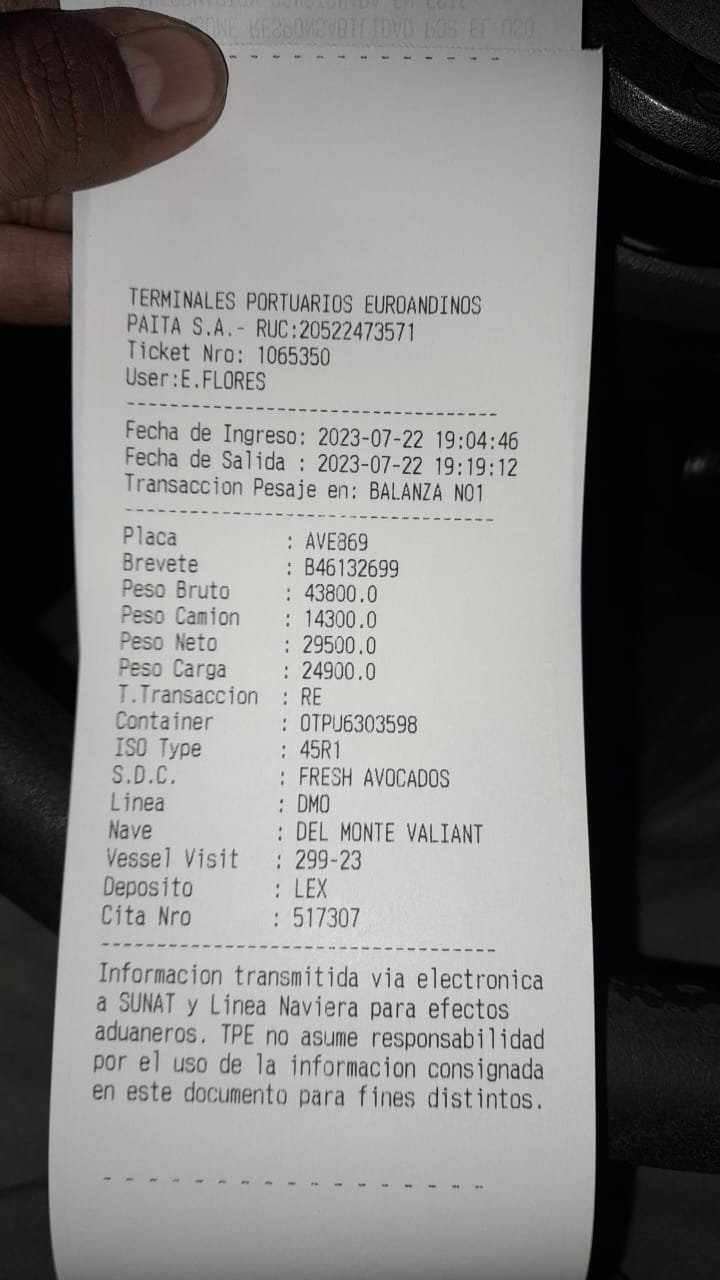 TERMINALES PORTUARIOS EUROANDINOS
PAITA S.A.- RUC:20522473571
Ticket Nro: 1065350
User:E.FLORES
Fecha de Ingreso: 2023-07-22 19:04:46
Fecha de Salida : 2023-07-22 19:19:12
Transaccion Pesaje en: BALANZA N01
Placa : AVE869
Brevete : B46132699
Peso Bruto : 43800.0
Peso Camion : 14300.0
Peso Neto : 29500.0
Peso Carga : 24900.0
T.Transaccion : RE
Container : OTPU6303598
ISO Type : 45R1
S.D.C. : FRESH AVOCADOS
Linea : DMO
Nave : DEL MONTE VALIANT
Vessel Visit : 299-23
Deposito : LEX
Cita Nro : 517307
Informacion transmitida via electronica
a SUNAT y Linea Naviera para efectos
aduaneros. TPE no asume responsabilidad
por el uso de la informacion consignada
en este documento para fines distintos.